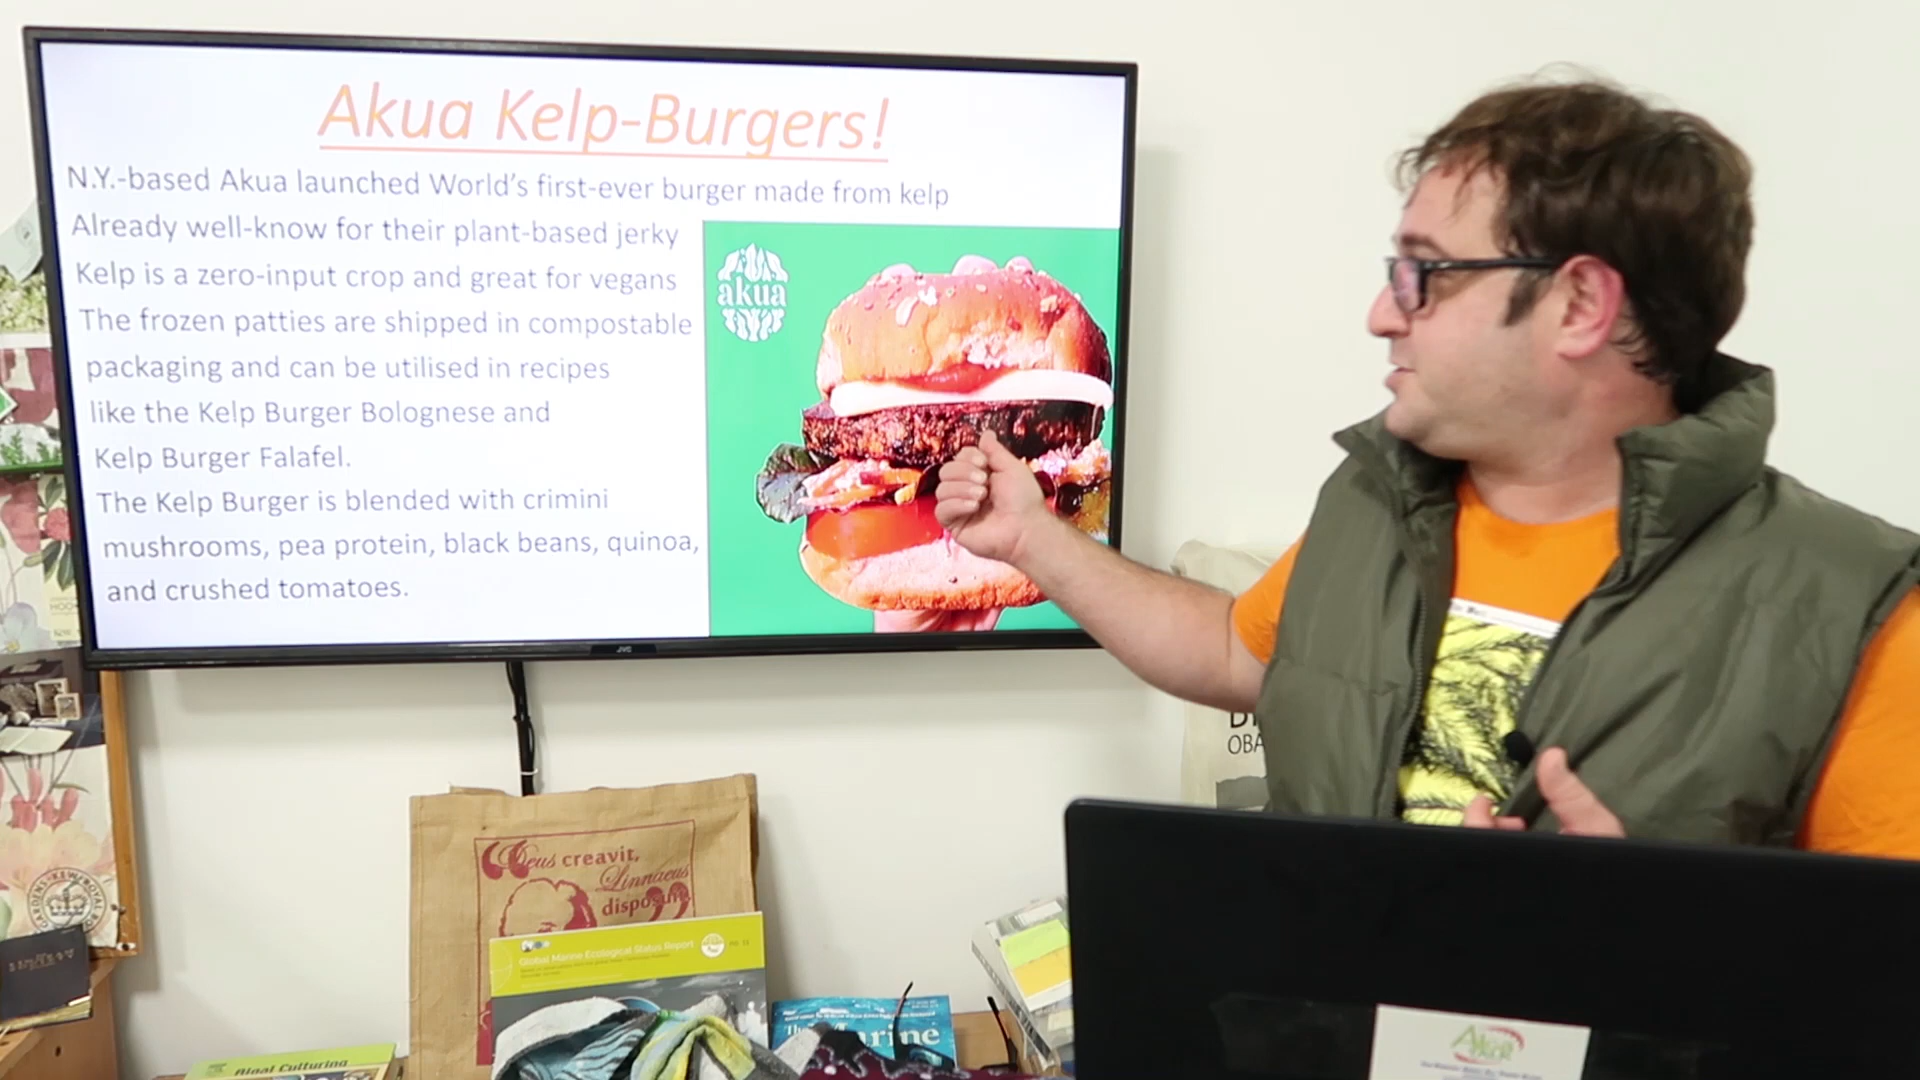 Akua Kelp-Burgers!
N.Y.-based Akua launched World's first-ever burger made from kelp
Already well-know for their plant-based jerky
Kelp is a zero-input crop and great for vegans
The frozen patties are shipped in compostable
packaging and can be utilised in recipes
like the Kelp Burger Bolognese and
Kelp Burger Falafel.
The Kelp Burger is blended with crimini
mushrooms, pea protein, black beans, quinoa,
and crushed tomatoes.
akua
JVC
Deus creavit,
Linnaeus
disposuit
Global Marine Ecological Status Report
The Marine
Algal Culturing
OBA